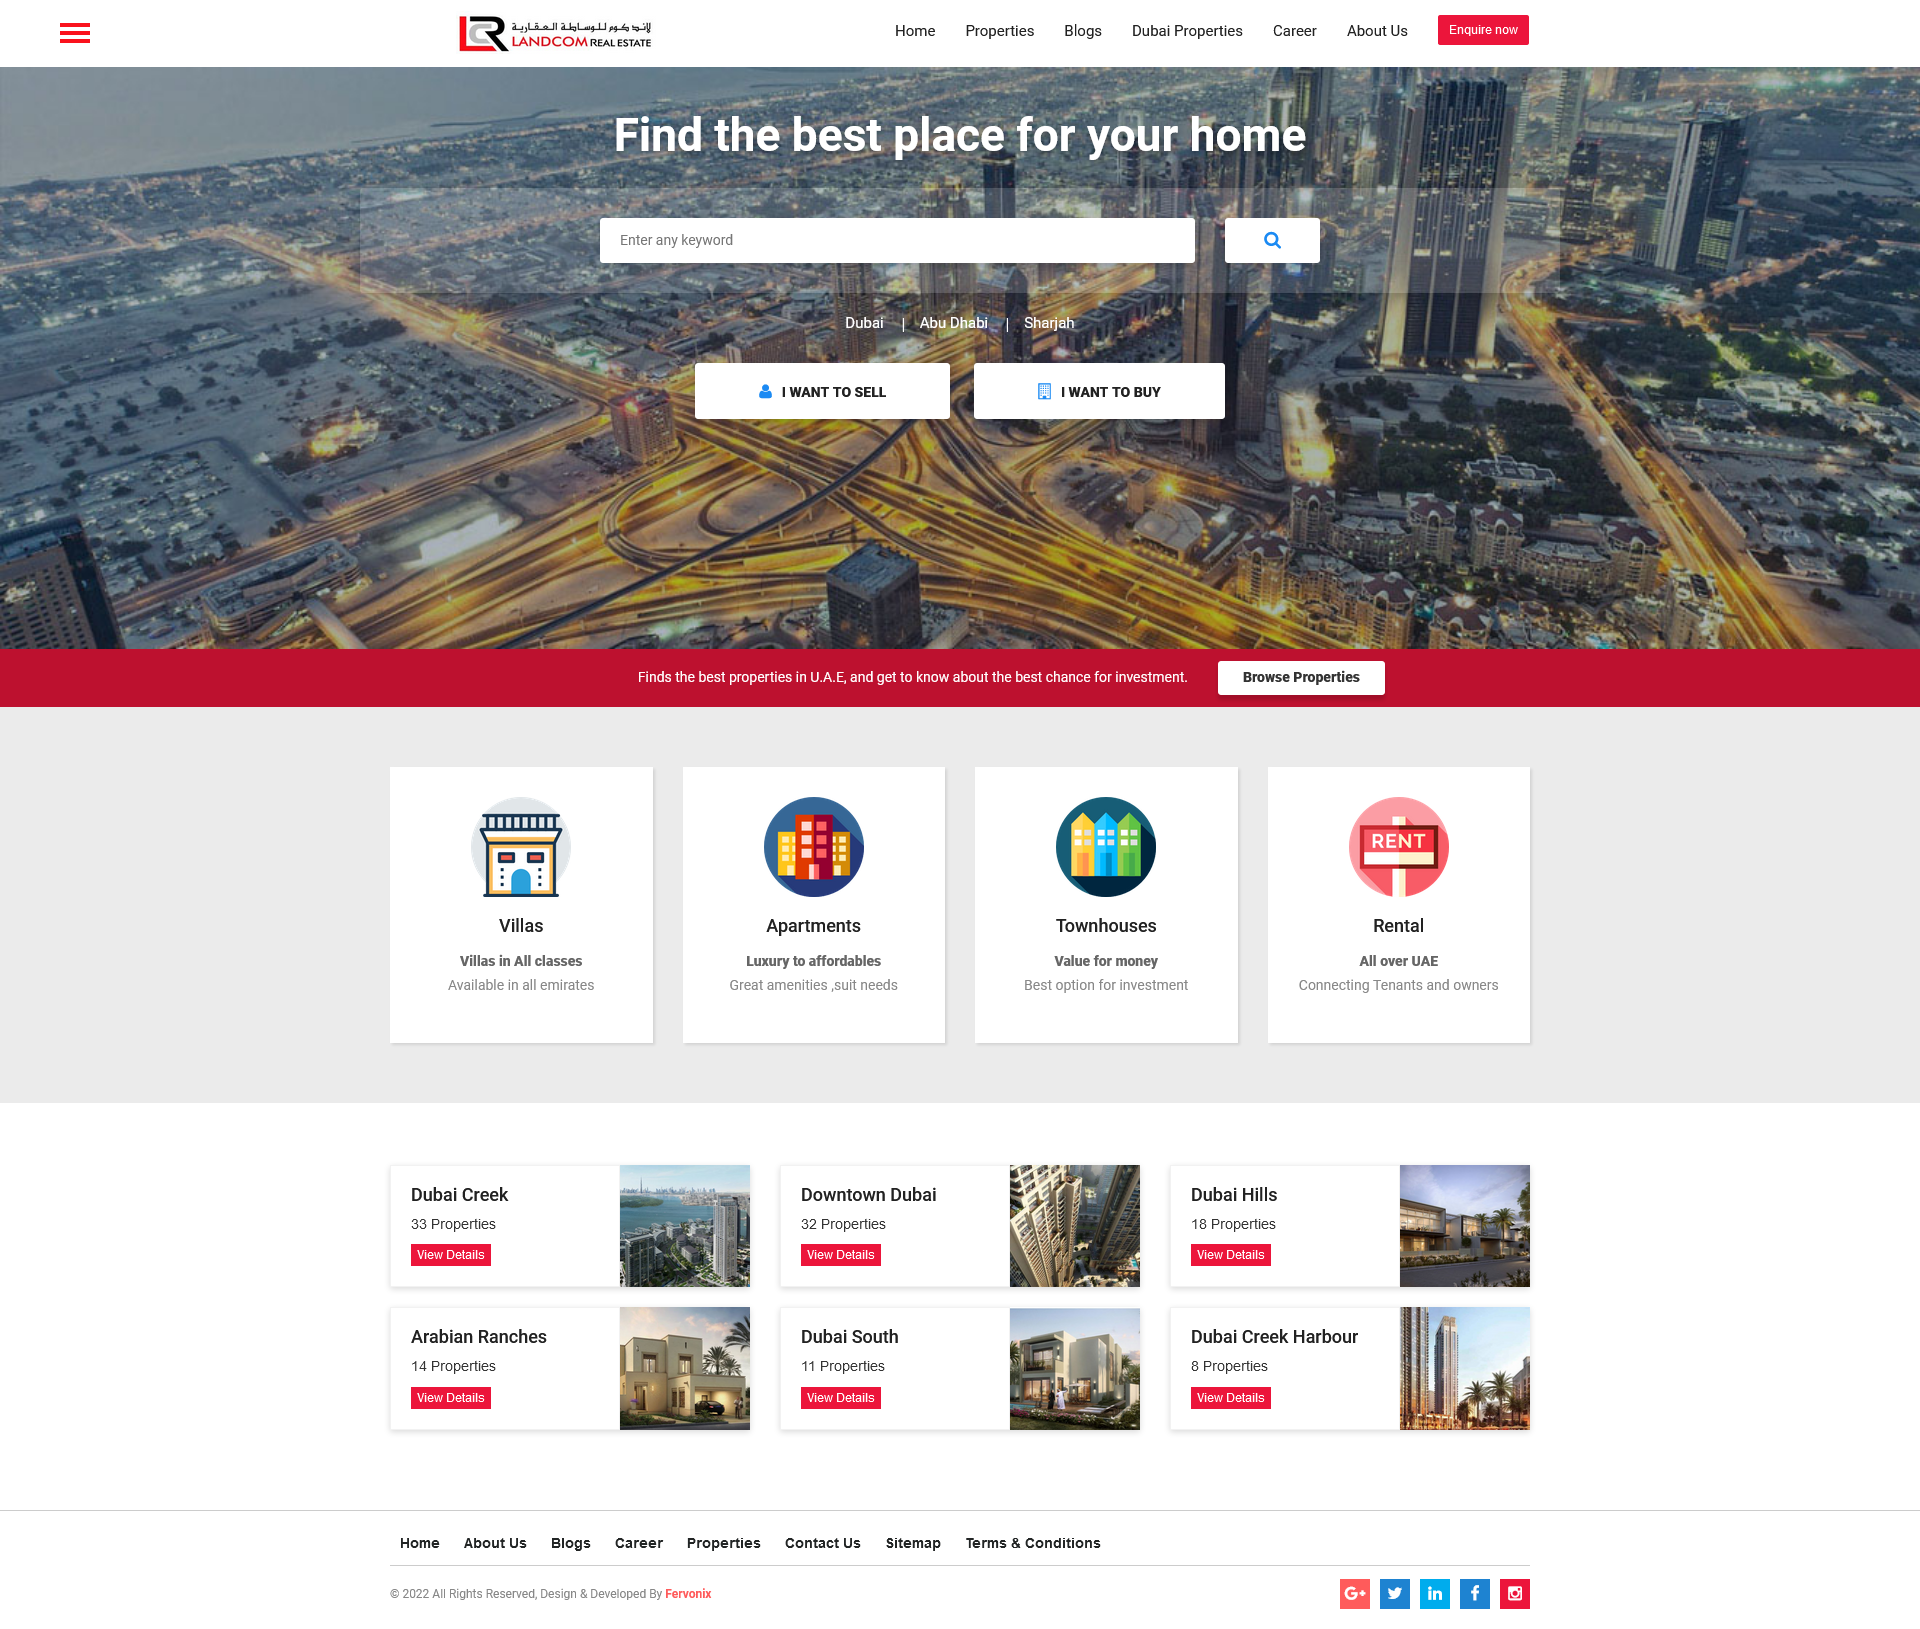 لاندكوم للوساطة العقارية
LANDCOM REAL ESTATE
Home Properties Blogs Dubai Properties Career About Us Enquire now
Find the best place for your home
Enter any keyword
Dubai | Abu Dhabi | Sharjah
I WANT TO SELL
I WANT TO BUY
Finds the best properties in U.A.E, and get to know about the best chance for investment.
Browse Properties
Villas
Villas in All classes
Available in all emirates
Apartments
Luxury to affordables
Great amenities ,suit needs
Townhouses
Value for money
Best option for investment
RENT
Rental
All over UAE
Connecting Tenants and owners
Dubai Creek
33 Properties
View Details
Downtown Dubai
32 Properties
View Details
Dubai Hills
18 Properties
View Details
Arabian Ranches
14 Properties
View Details
Dubai South
11 Properties
View Details
Dubai Creek Harbour
8 Properties
View Details
Home About Us Blogs Career Properties Contact Us Sitemap Terms & Conditions
© 2022 All Rights Reserved, Design & Developed By Fervonix